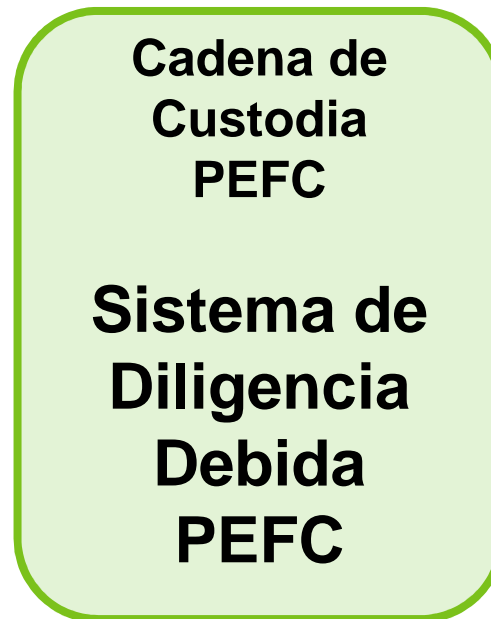 Cadena de
Custodia
PEFC
Sistema de
Diligencia
Debida
PEFC